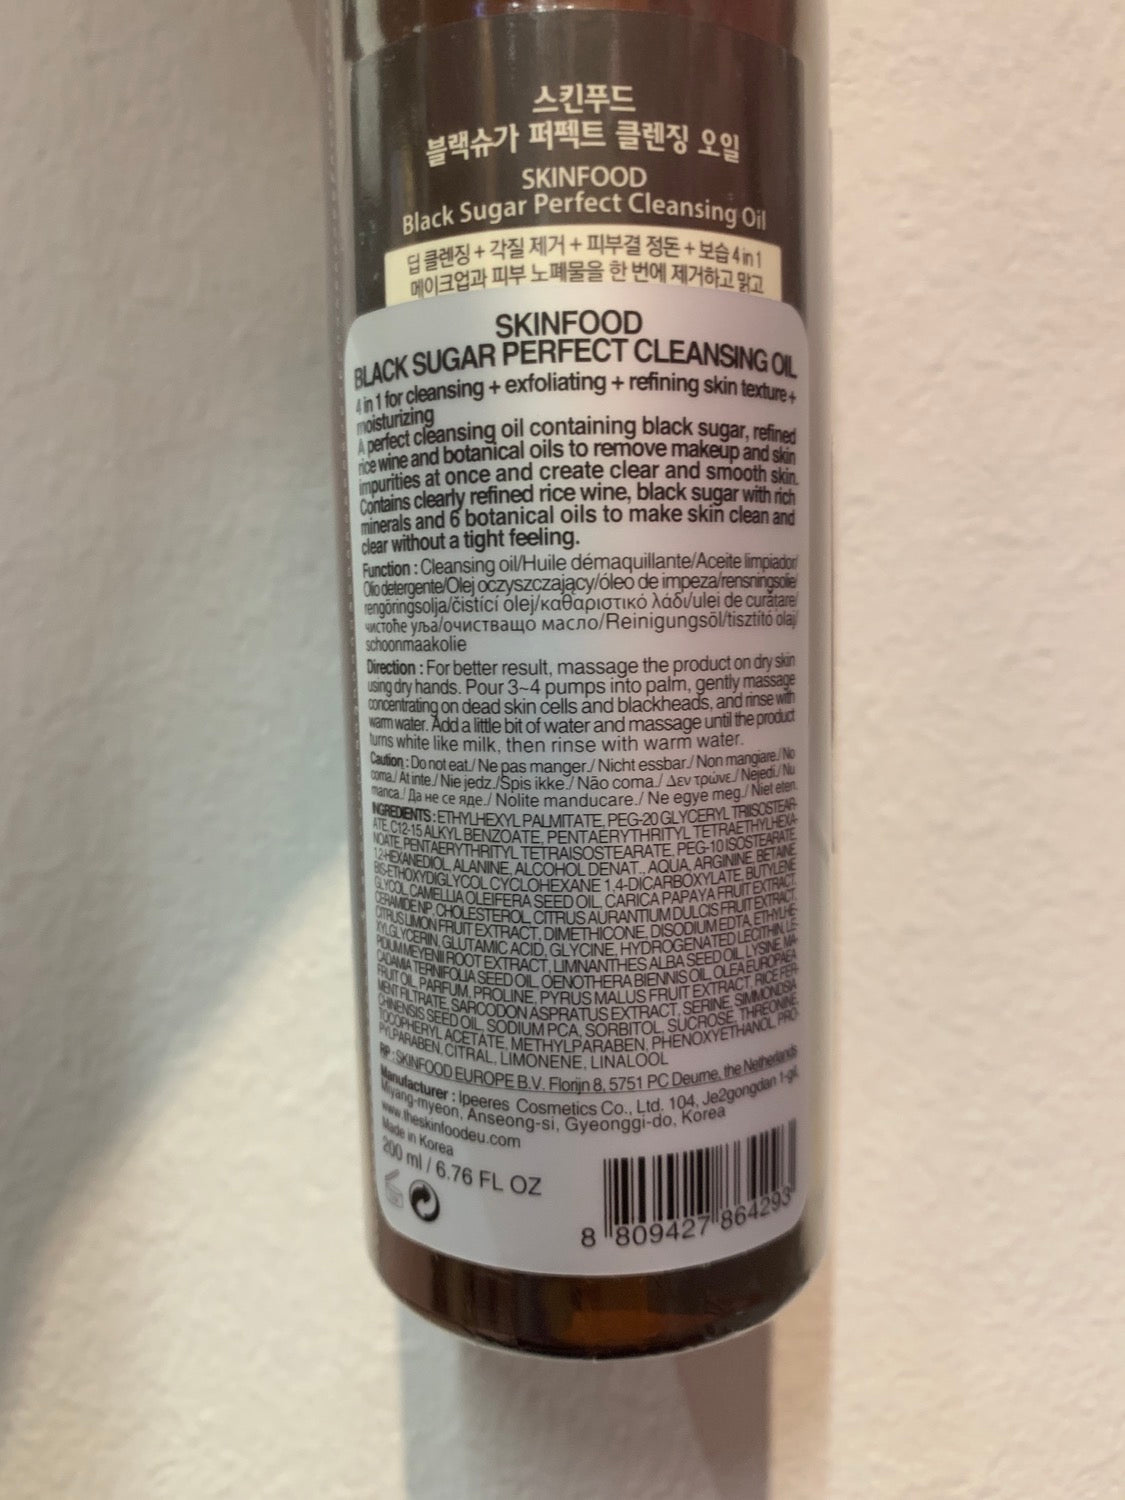 스킨푸드
블랙슈가 퍼펙트 클렌징 오일
SKINFOOD
Black Sugar Perfect Cleansing Oil
딥 클렌징 + 각질 제거 + 피부결 정돈 + 보습 4 in 1
메이크업과 피부 노폐물을 한 번에 제거하고 맑고
SKINFOOD
BLACK SUGAR PERFECT CLEANSING OIL
4 in 1 for cleansing + exfoliating + refining skin texture +
moisturizing
A perfect cleansing oil containing black sugar, refined
rice wine and botanical oils to remove makeup and skin
impurities at once and create clear and smooth skin.
Contains clearly refined rice wine, black sugar with rich
minerals and 6 botanical oils to make skin clean and
clear without a tight feeling.
Function : Cleansing oil/Huile démaquillante/Aceite limpiador/
Olio detergente/Olej oczyszczający/óleo de impeza/rensningsolie/
rengöringsolja/čistící olej/καθαριστικό λάδι/ulei de curătare/
чистоће уља/очистващо масло/Reinigungsöl/tisztító olaj/
schoonmaakolie
Direction : For better result, massage the product on dry skin
using dry hands. Pour 3~4 pumps into palm, gently massage
concentrating on dead skin cells and blackheads, and rinse with
warm water. Add a little bit of water and massage until the product
turns white like milk, then rinse with warm water.
Caution : Do not eat./ Ne pas manger./ Nicht essbar./ Non mangiare./ No
coma./ At inte./ Nie jedz./Spis ikke./ Não coma./ Δεν τρώνε./ Nejedi./ Nu
manca./ Да не се яде./ Nolite manducare./ Ne egye meg./ Niet eten.
INGREDIENTS : ETHYLHEXYL PALMITATE, PEG-20 GLYCERYL TRIISOSTEAR-
ATE, C12-15 ALKYL BENZOATE, PENTAERYTHRITYL TETRAETHYLHEXA-
NOATE, PENTAERYTHRITYL TETRAISOSTEARATE, PEG-10 ISOSTEARATE,
1,2-HEXANEDIOL, ALANINE, ALCOHOL DENAT., AQUA, ARGININE, BETAINE,
BIS-ETHOXYDIGLYCOL CYCLOHEXANE 1,4-DICARBOXYLATE, BUTYLENE
GLYCOL, CAMELLIA OLEIFERA SEED OIL, CARICA PAPAYA FRUIT EXTRACT,
CERAMIDE NP, CHOLESTEROL, CITRUS AURANTIUM DULCIS FRUIT EXTRACT,
CITRUS LIMON FRUIT EXTRACT, DIMETHICONE, DISODIUM EDTA, ETHYLHE-
XYLGLYCERIN, GLUTAMIC ACID, GLYCINE, HYDROGENATED LECITHIN, LE-
PIDIUM MEYENII ROOT EXTRACT, LIMNANTHES ALBA SEED OIL, LYSINE, MA-
CADAMIA TERNIFOLIA SEED OIL, OENOTHERA BIENNIS OIL, OLEA EUROPAEA
FRUIT OIL, PARFUM, PROLINE, PYRUS MALUS FRUIT EXTRACT, RICE FER-
MENT FILTRATE, SARCODON ASPRATUS EXTRACT, SERINE, SIMMONDSIA
CHINENSIS SEED OIL, SODIUM PCA, SORBITOL, SUCROSE, THREONINE,
TOCOPHERYL ACETATE, METHYLPARABEN, PHENOXYETHANOL, PRO-
PYLPARABEN, CITRAL, LIMONENE, LINALOOL
RP : SKINFOOD EUROPE B.V. Florijn 8, 5751 PC Deurne, the Netherlands
Manufacturer : Ipeeres Cosmetics Co., Ltd. 104, Je2gongdan 1-gil,
Miyang-myeon, Anseong-si, Gyeonggi-do, Korea
www.theskinfoodeu.com
Made in Korea
200 ml / 6.76 FL OZ
8 809427 864293